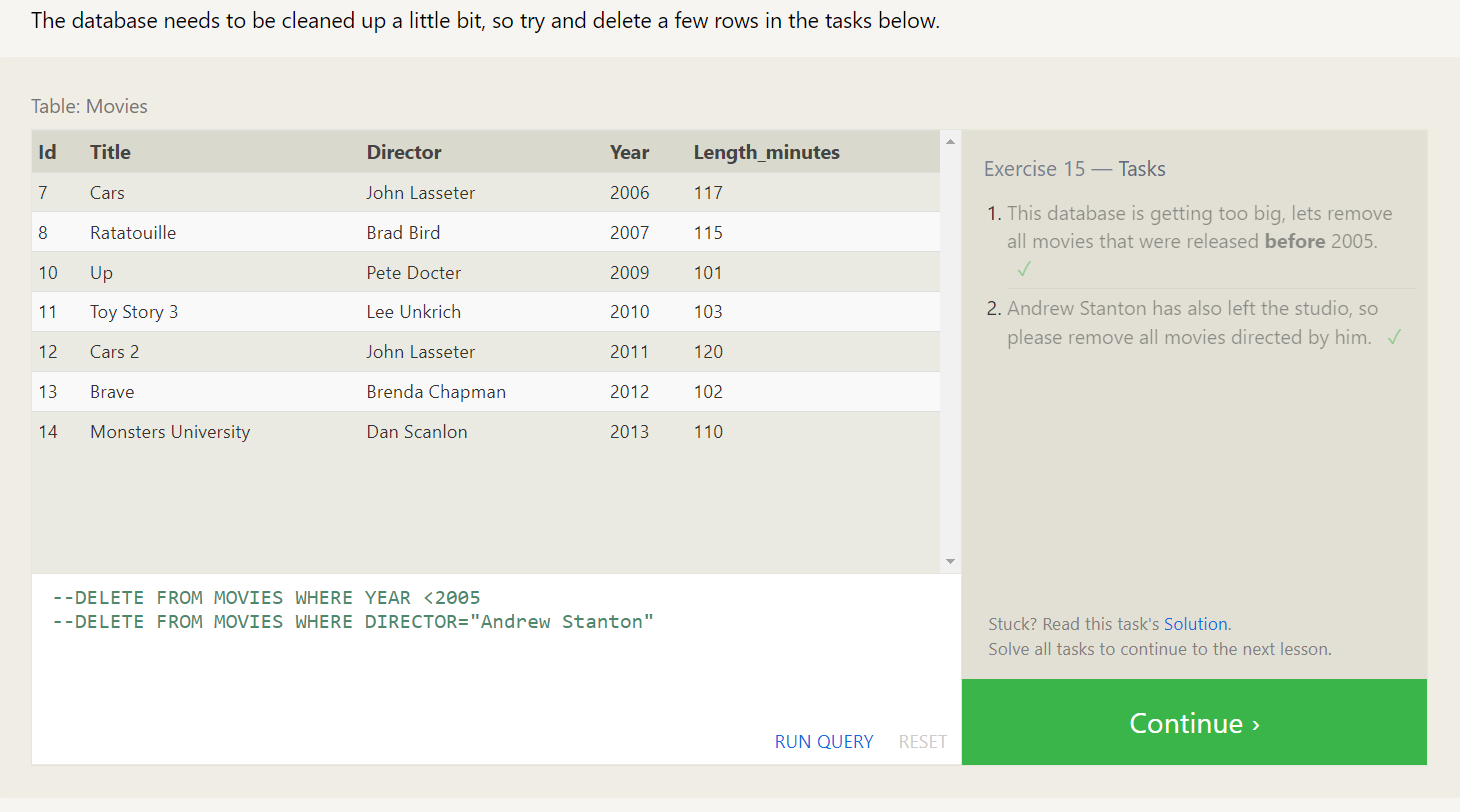 The database needs to be cleaned up a little bit, so try and delete a few rows in the tasks below.
Table: Movies
Id Title Director Year Length_minutes
7 Cars John Lasseter 2006 117
8 Ratatouille Brad Bird 2007 115
10 Up Pete Docter 2009 101
11 Toy Story 3 Lee Unkrich 2010 103
12 Cars 2 John Lasseter 2011 120
13 Brave Brenda Chapman 2012 102
14 Monsters University Dan Scanlon 2013 110
--DELETE FROM MOVIES WHERE YEAR <2005
--DELETE FROM MOVIES WHERE DIRECTOR="Andrew Stanton"
RUN QUERY RESET
Exercise 15 — Tasks
1. This database is getting too big, lets remove
all movies that were released before 2005.
✓
2. Andrew Stanton has also left the studio, so
please remove all movies directed by him. ✓
Stuck? Read this task's Solution.
Solve all tasks to continue to the next lesson.
Continue ›